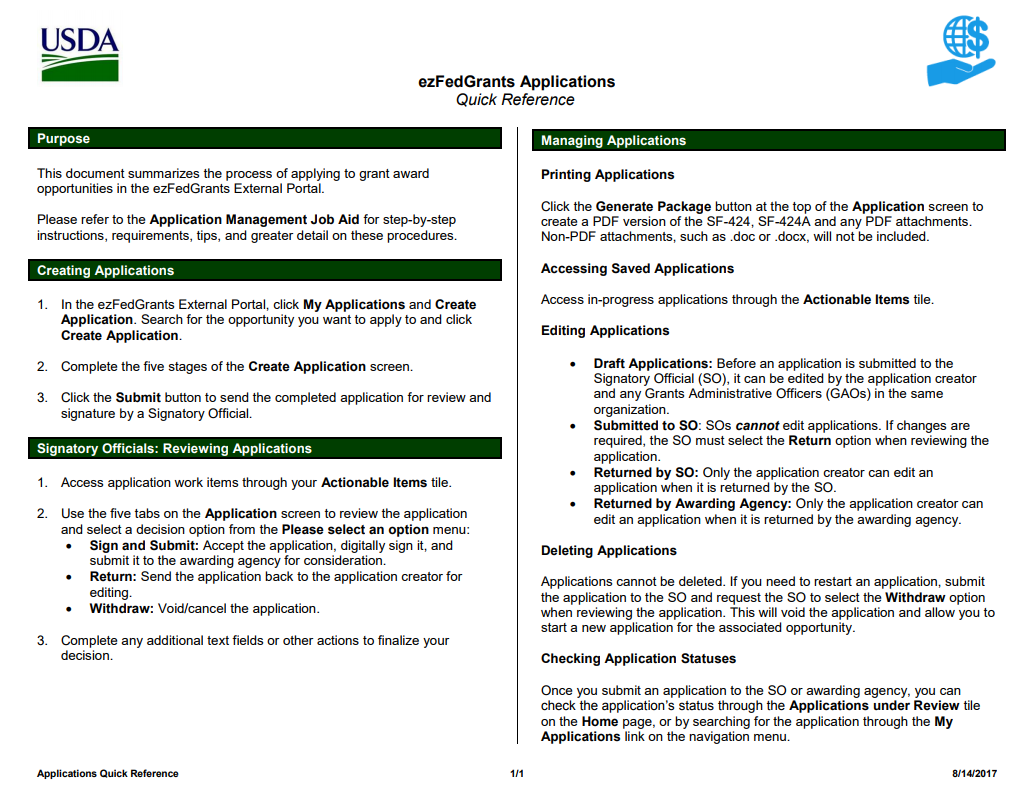 USDA
$
ezFedGrants Applications
Quick Reference
Purpose
This document summarizes the process of applying to grant award
opportunities in the ezFedGrants External Portal.
Please refer to the Application Management Job Aid for step-by-step
instructions, requirements, tips, and greater detail on these procedures.
Creating Applications
1. In the ezFedGrants External Portal, click My Applications and Create
Application. Search for the opportunity you want to apply to and click
Create Application.
2. Complete the five stages of the Create Application screen.
3. Click the Submit button to send the completed application for review and
signature by a Signatory Official.
Signatory Officials: Reviewing Applications
1. Access application work items through your Actionable Items tile.
2. Use the five tabs on the Application screen to review the application
and select a decision option from the Please select an option menu:
• Sign and Submit: Accept the application, digitally sign it, and
submit it to the awarding agency for consideration.
• Return: Send the application back to the application creator for
editing.
• Withdraw: Void/cancel the application.
3. Complete any additional text fields or other actions to finalize your
decision.
Managing Applications
Printing Applications
Click the Generate Package button at the top of the Application screen to
create a PDF version of the SF-424, SF-424A and any PDF attachments.
Non-PDF attachments, such as .doc or .docx, will not be included.
Accessing Saved Applications
Access in-progress applications through the Actionable Items tile.
Editing Applications
• Draft Applications: Before an application is submitted to the
Signatory Official (SO), it can be edited by the application creator
and any Grants Administrative Officers (GAOs) in the same
organization.
• Submitted to SO: SOs cannot edit applications. If changes are
required, the SO must select the Return option when reviewing the
application.
• Returned by SO: Only the application creator can edit an
application when it is returned by the SO.
• Returned by Awarding Agency: Only the application creator can
edit an application when it is returned by the awarding agency.
Deleting Applications
Applications cannot be deleted. If you need to restart an application, submit
the application to the SO and request the SO to select the Withdraw option
when reviewing the application. This will void the application and allow you to
start a new application for the associated opportunity.
Checking Application Statuses
Once you submit an application to the SO or awarding agency, you can
check the application's status through the Applications under Review tile
on the Home page, or by searching for the application through the My
Applications link on the navigation menu.
Applications Quick Reference
1/1
8/14/2017